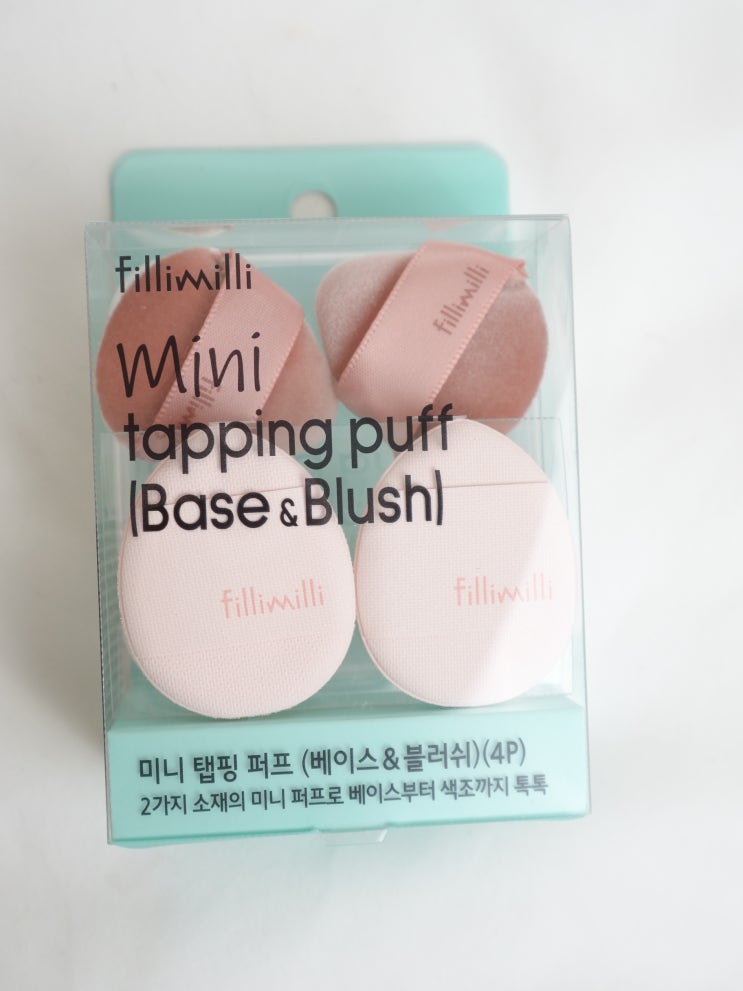 fillimilli
fillimilli
Mini
fillimilli
tapping puff
(Base & Blush)
fillimilli
fillimilli
미니 탭핑 퍼프 (베이스&블러쉬)(4P)
2가지 소재의 미니 퍼프로 베이스부터 색조까지 톡톡